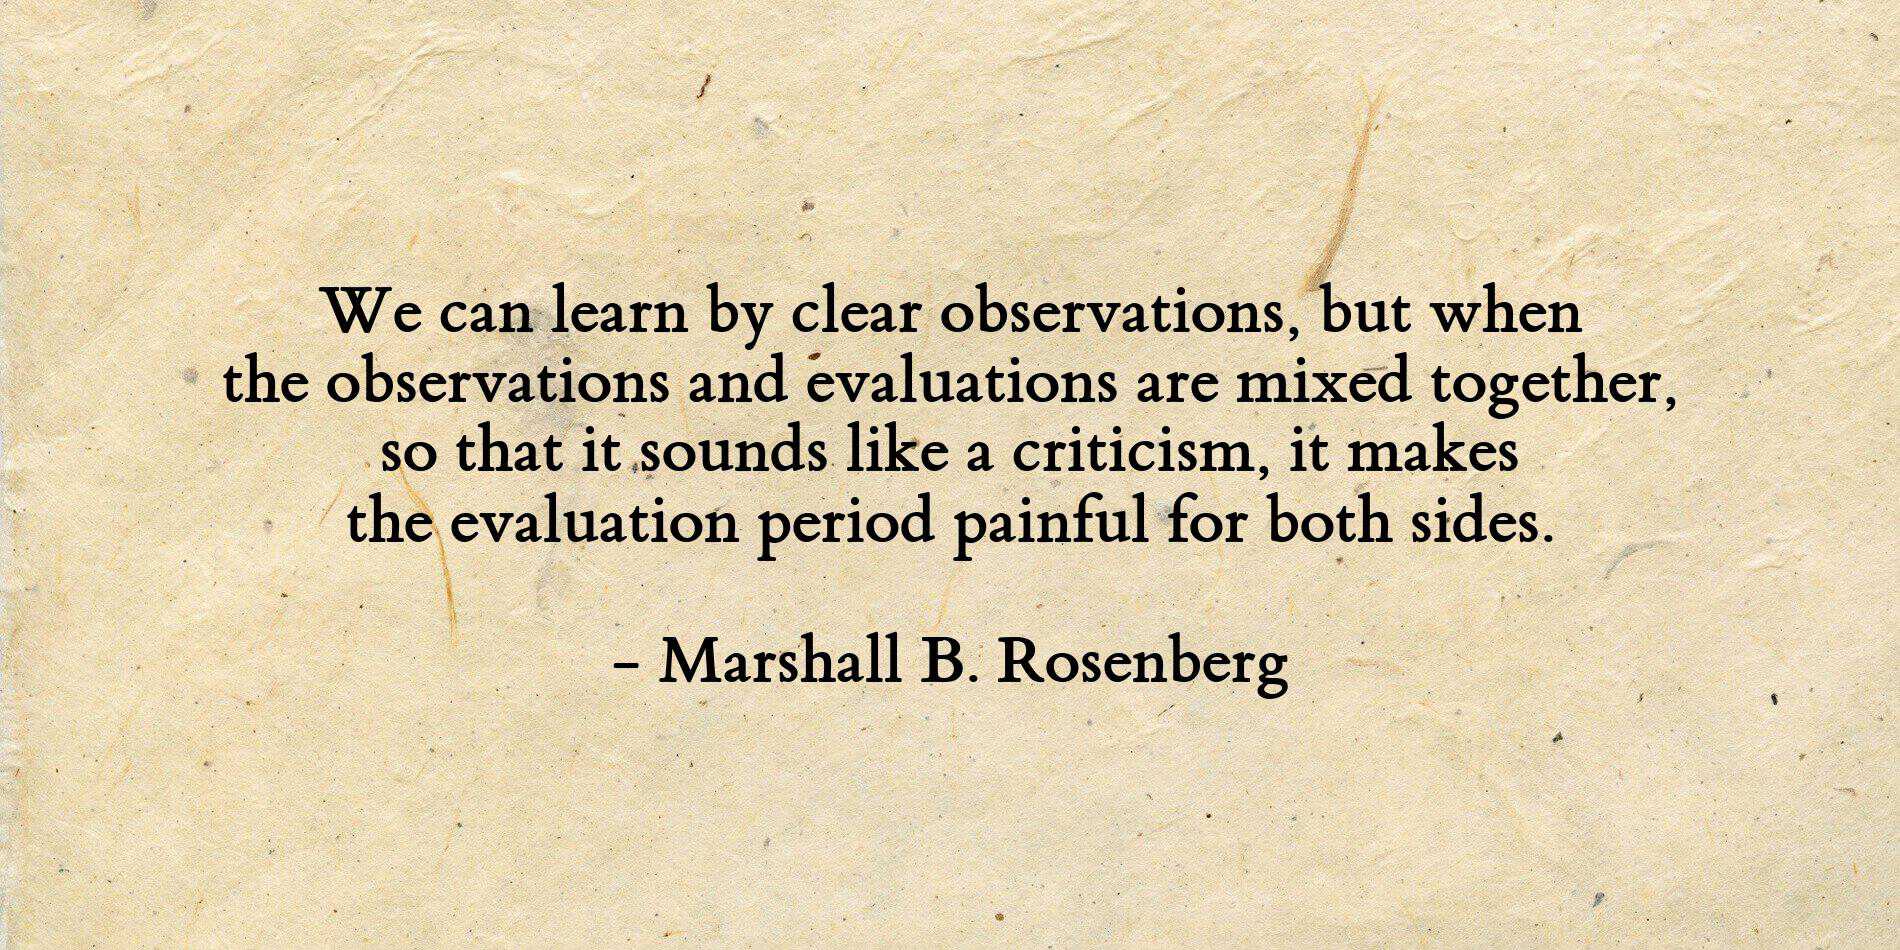 We can learn by clear observations, but when
the observations and evaluations are mixed together,
so that it sounds like a criticism, it makes
the evaluation period painful for both sides.
– Marshall B. Rosenberg